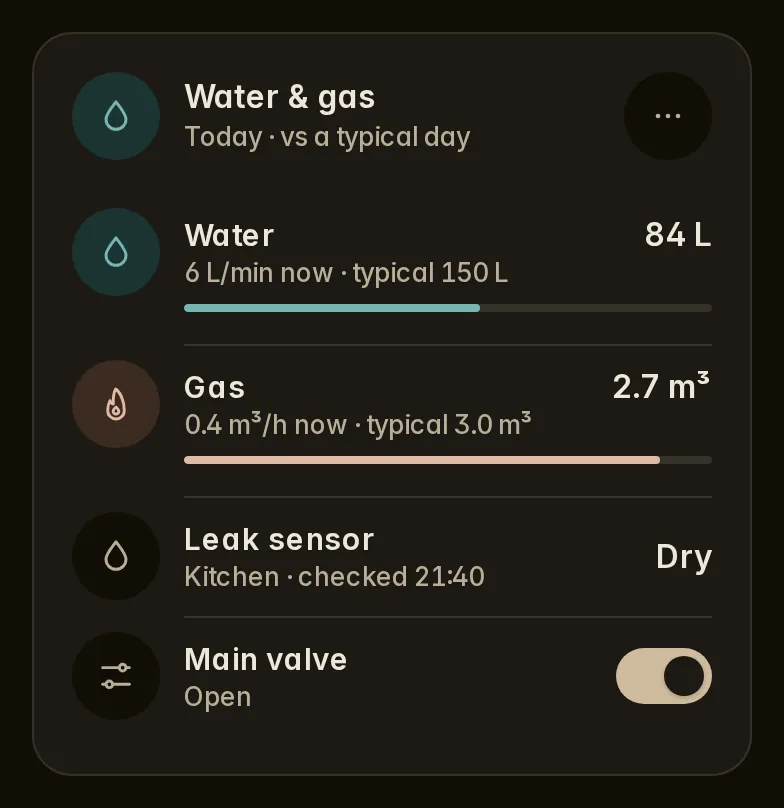 Water & gas
Today · vs a typical day
Water
84 L
6 L/min now · typical 150 L
Gas
2.7 m³
0.4 m³/h now · typical 3.0 m³
Leak sensor
Kitchen · checked 21:40
Dry
Main valve
Open